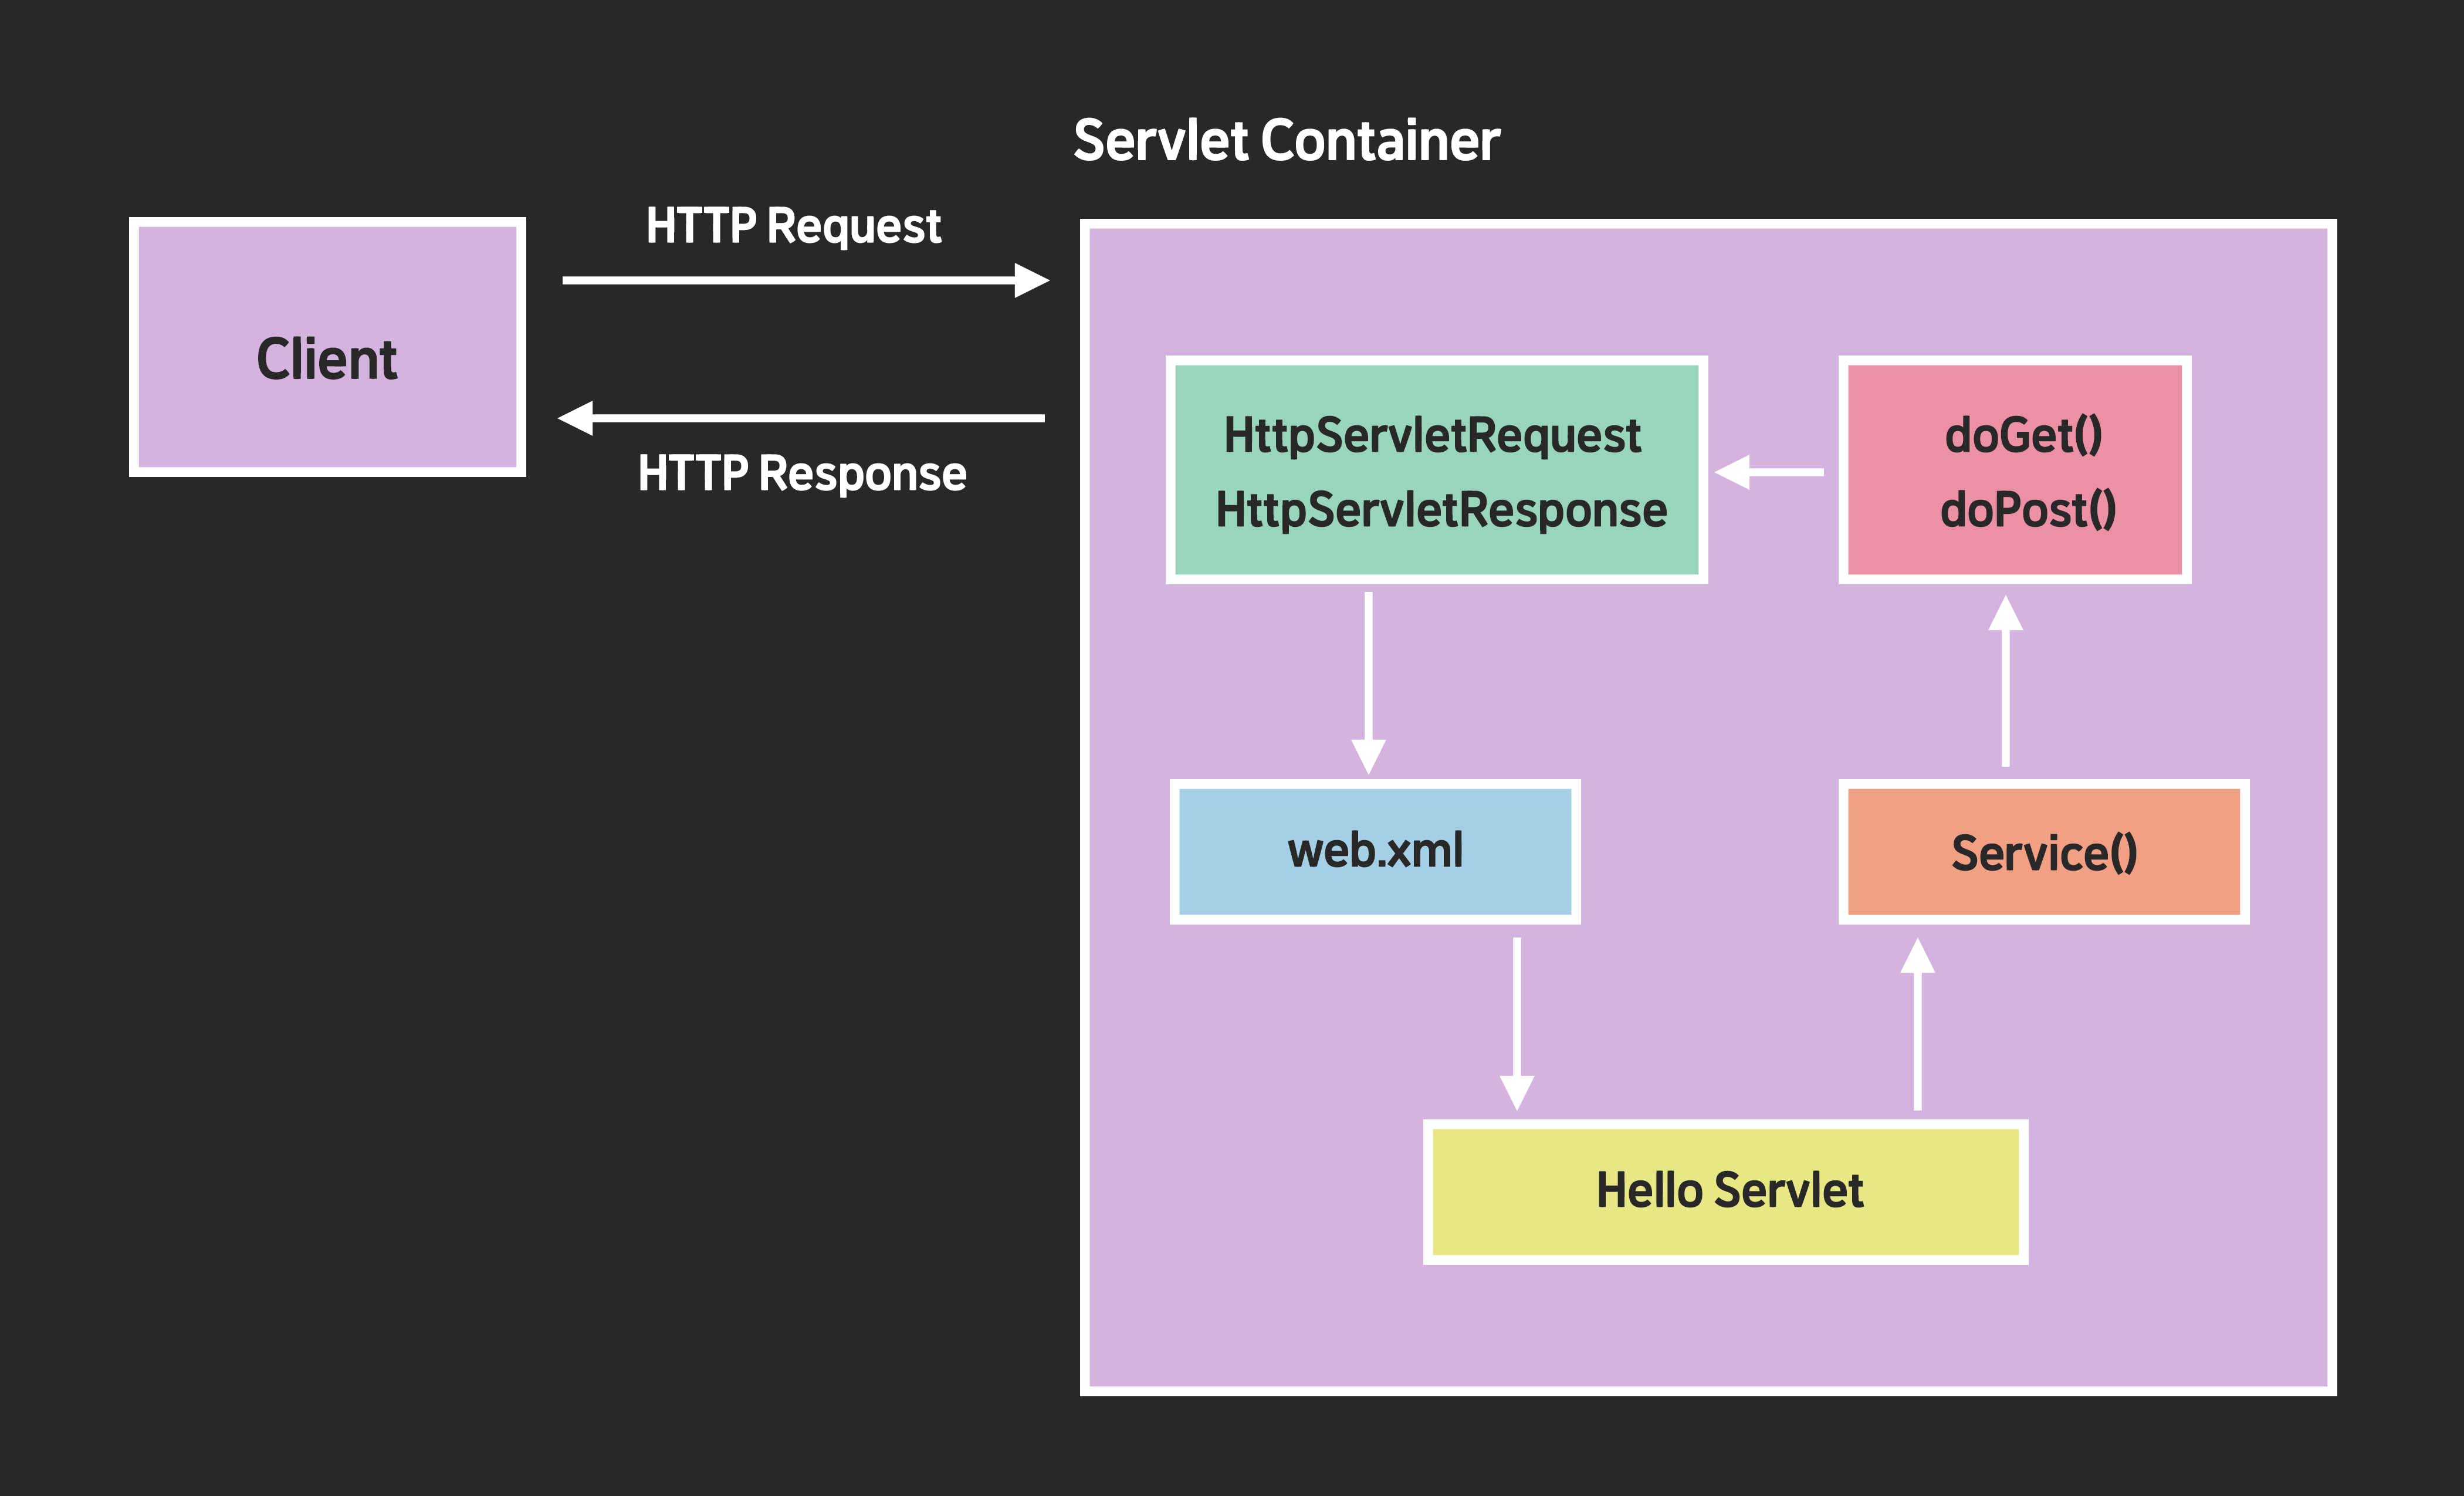 Servlet Container
HTTP Request
Client
HTTP Response
HttpServletRequest
HttpServletResponse
doGet()
doPost()
web.xml
Service()
Hello Servlet